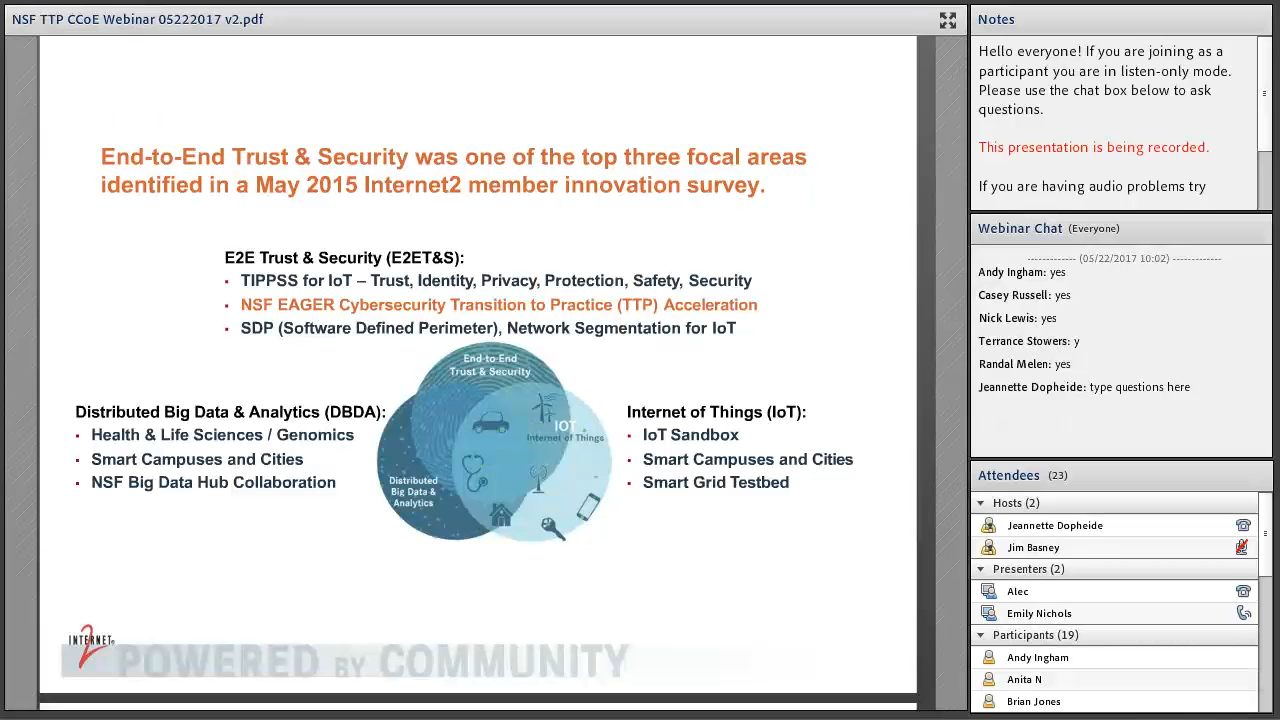 NSF TTP CCoE Webinar 05222017 v2.pdf
End-to-End Trust & Security was one of the top three focal areas
identified in a May 2015 Internet2 member innovation survey.
E2E Trust & Security (E2ET&S):
TIPPSS for IoT – Trust, Identity, Privacy, Protection, Safety, Security
NSF EAGER Cybersecurity Transition to Practice (TTP) Acceleration
SDP (Software Defined Perimeter), Network Segmentation for IoT
End-to-End
Trust & Security
Distributed Big Data & Analytics (DBDA):
Health & Life Sciences / Genomics
Smart Campuses and Cities
NSF Big Data Hub Collaboration
IOT
Internet of Things
Distributed
Big Data &
Analytics
Internet of Things (IoT):
IoT Sandbox
Smart Campuses and Cities
Smart Grid Testbed
INTERNET®
2
POWERED BY COMMUNITY
Notes
Hello everyone! If you are joining as a
participant you are in listen-only mode.
Please use the chat box below to ask
questions.
This presentation is being recorded.
If you are having audio problems try
Webinar Chat (Everyone)
------------- (05/22/2017 10:02) -------------
Andy Ingham: yes
Casey Russell: yes
Nick Lewis: yes
Terrance Stowers: y
Randal Melen: yes
Jeannette Dopheide: type questions here
Attendees (23)
Hosts (2)
Jeannette Dopheide
Jim Basney
Presenters (2)
Alec
Emily Nichols
Participants (19)
Andy Ingham
Anita N
Brian Jones